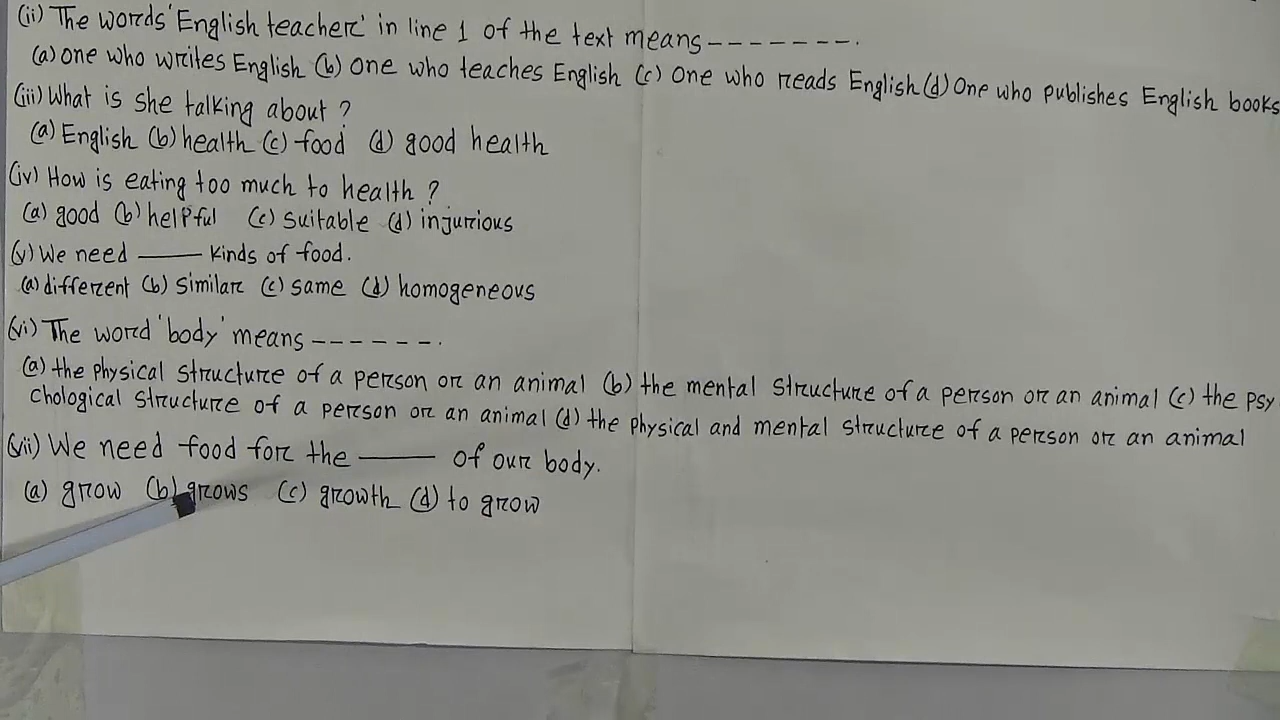 (ii) The words 'English teacher' in line 1 of the text means -------.
(a) one who writes English (b) one who teaches English (c) one who reads English (d) One who publishes English books
(iii) What is she talking about ?
(a) English (b) health (c) food (d) good health
(iv) How is eating too much to health ?
(a) good (b) helpful (c) suitable (d) injurious
(v) We need ____ kinds of food.
(a) different (b) similar (c) same (d) homogeneous
(vi) The word 'body' means ------.
(a) the physical structure of a person or an animal (b) the mental structure of a person or an animal (c) the psy
chological structure of a person or an animal (d) the physical and mental structure of a person or an animal
(vii) We need food for the ____ of our body.
(a) grow (b) grows (c) growth (d) to grow